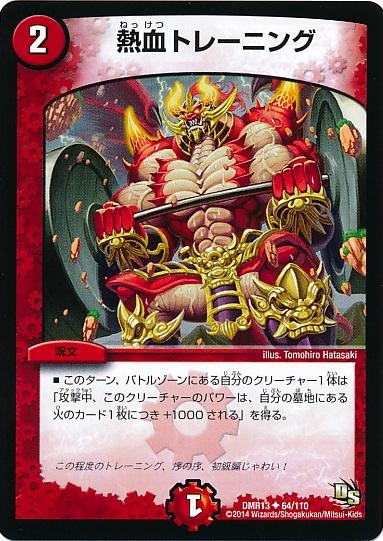 2
ねっけつ
熱血トレーニング
呪文
illus. Tomohiro Hatasaki
■ このターン、バトルゾーンにある自分のクリーチャー1体は
「攻撃中、このクリーチャーのパワーは、自分の墓地にある
火のカード1枚につき +1000 される」を得る。
この程度のトレーニング、序の序、初級編じゃわい!
1
DMR13 ♦ 64/110
©2014 Wizards/Shogakukan/Mitsui-Kids
DS